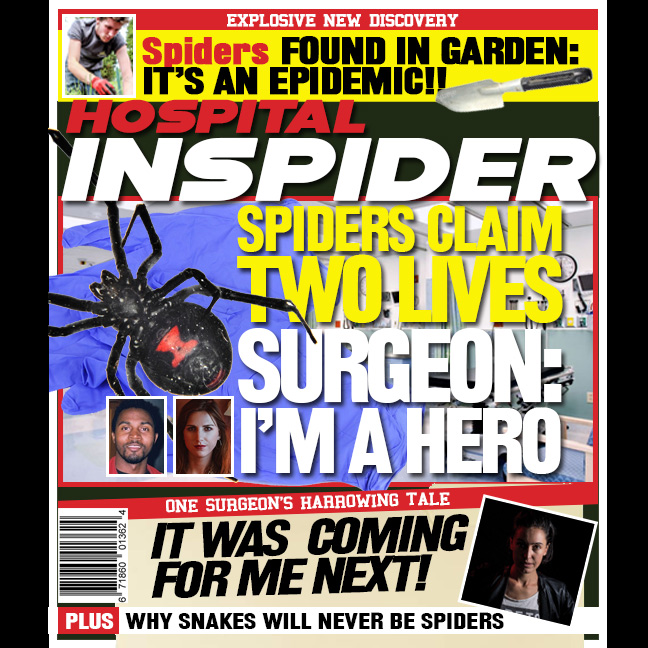 EXPLOSIVE NEW DISCOVERY
Spiders FOUND IN GARDEN:
IT'S AN EPIDEMIC!!
HOSPITAL
INSPIDER
SPIDERS CLAIM
TWO LIVES
SURGEON:
I'M A HERO
ONE SURGEON'S HARROWING TALE
IT WAS COMING
FOR ME NEXT!
6 71860 01362 4
PLUS WHY SNAKES WILL NEVER BE SPIDERS